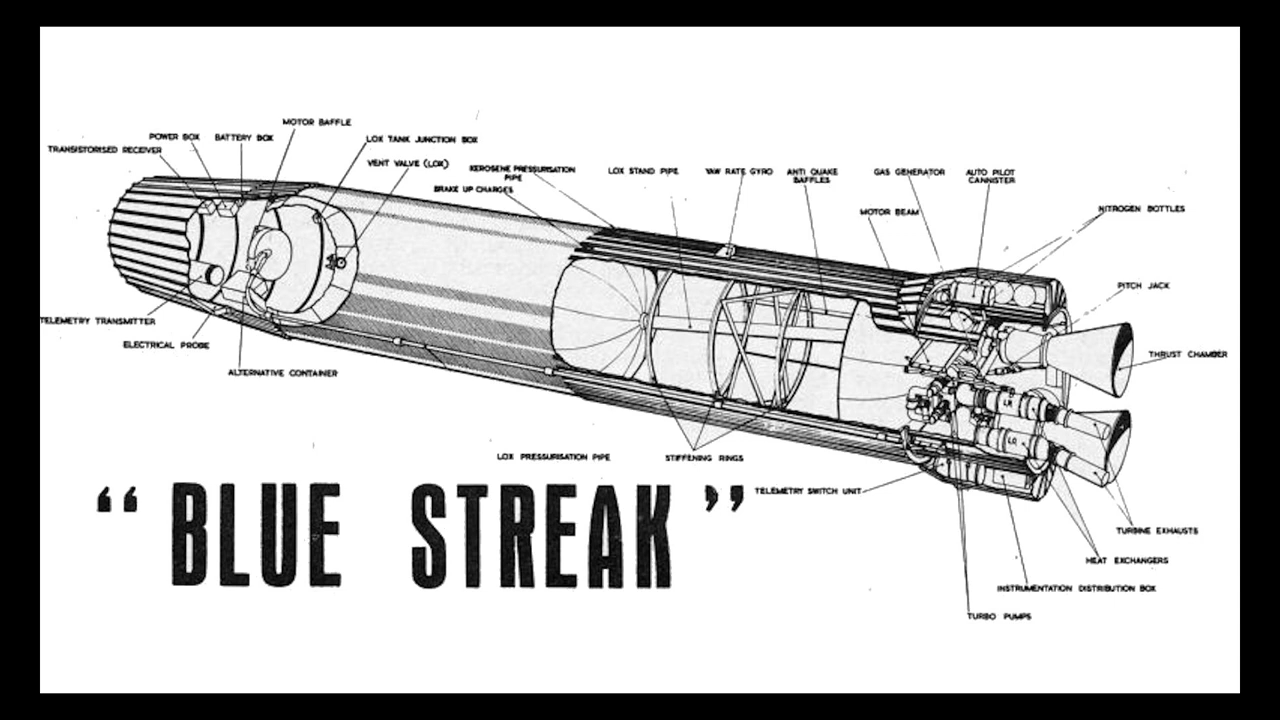 MOTOR BAFFLE
POWER BOX
BATTERY BOX
LOX TANK JUNCTION BOX
TRANSISTORISED RECEIVER
VENT VALVE (LOX)
KEROSENE PRESSURISATION
PIPE
BRAKE UP CHARGES
LOX STAND PIPE
YAW RATE GYRO
ANTI QUAKE
BAFFLES
GAS GENERATOR
AUTO PILOT
CANNISTER
MOTOR BEAM
NITROGEN BOTTLES
PITCH JACK
THRUST CHAMBER
TELEMETRY TRANSMITTER
ELECTRICAL PROBE
ALTERNATIVE CONTAINER
LOX PRESSURISATION PIPE
STIFFENING RINGS
TELEMETRY SWITCH UNIT
TURBINE EXHAUSTS
HEAT EXCHANGERS
INSTRUMENTATION DISTRIBUTION BOX
TURBO PUMPS
“BLUE STREAK”